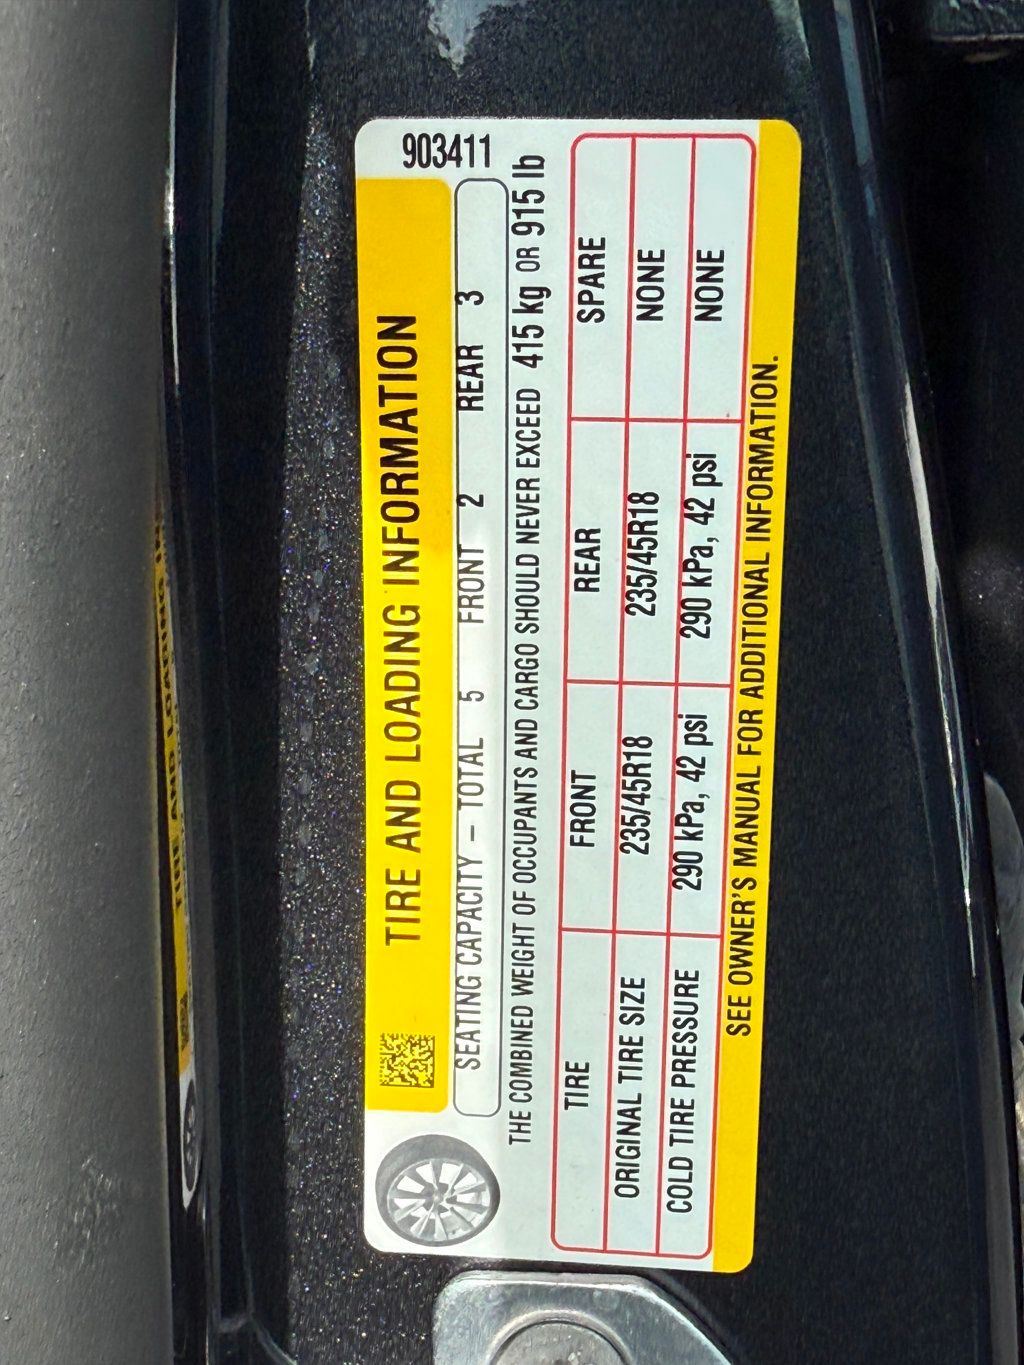 903411
TIRE AND LOADING INFORMATION
SEATING CAPACITY – TOTAL 5 FRONT 2 REAR 3
THE COMBINED WEIGHT OF OCCUPANTS AND CARGO SHOULD NEVER EXCEED 415 kg OR 915 lb
TIRE FRONT REAR SPARE
ORIGINAL TIRE SIZE 235/45R18 235/45R18 NONE
COLD TIRE PRESSURE 290 kPa, 42 psi 290 kPa, 42 psi NONE
SEE OWNER'S MANUAL FOR ADDITIONAL INFORMATION.